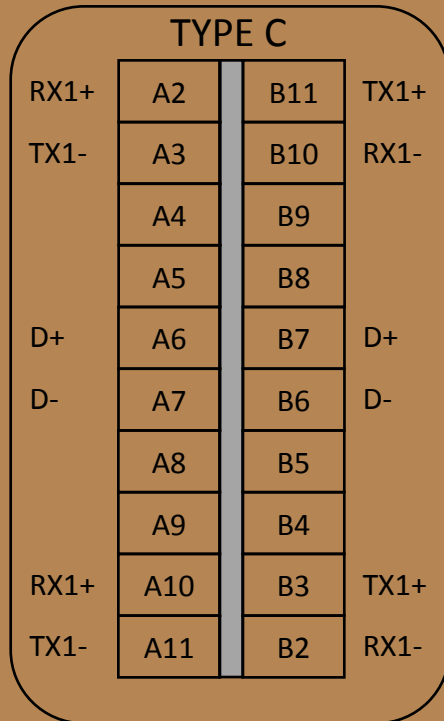 TYPE C
RX1+ A2 B11 TX1+
TX1- A3 B10 RX1-
A4 B9
A5 B8
D+ A6 B7 D+
D- A7 B6 D-
A8 B5
A9 B4
RX1+ A10 B3 TX1+
TX1- A11 B2 RX1-